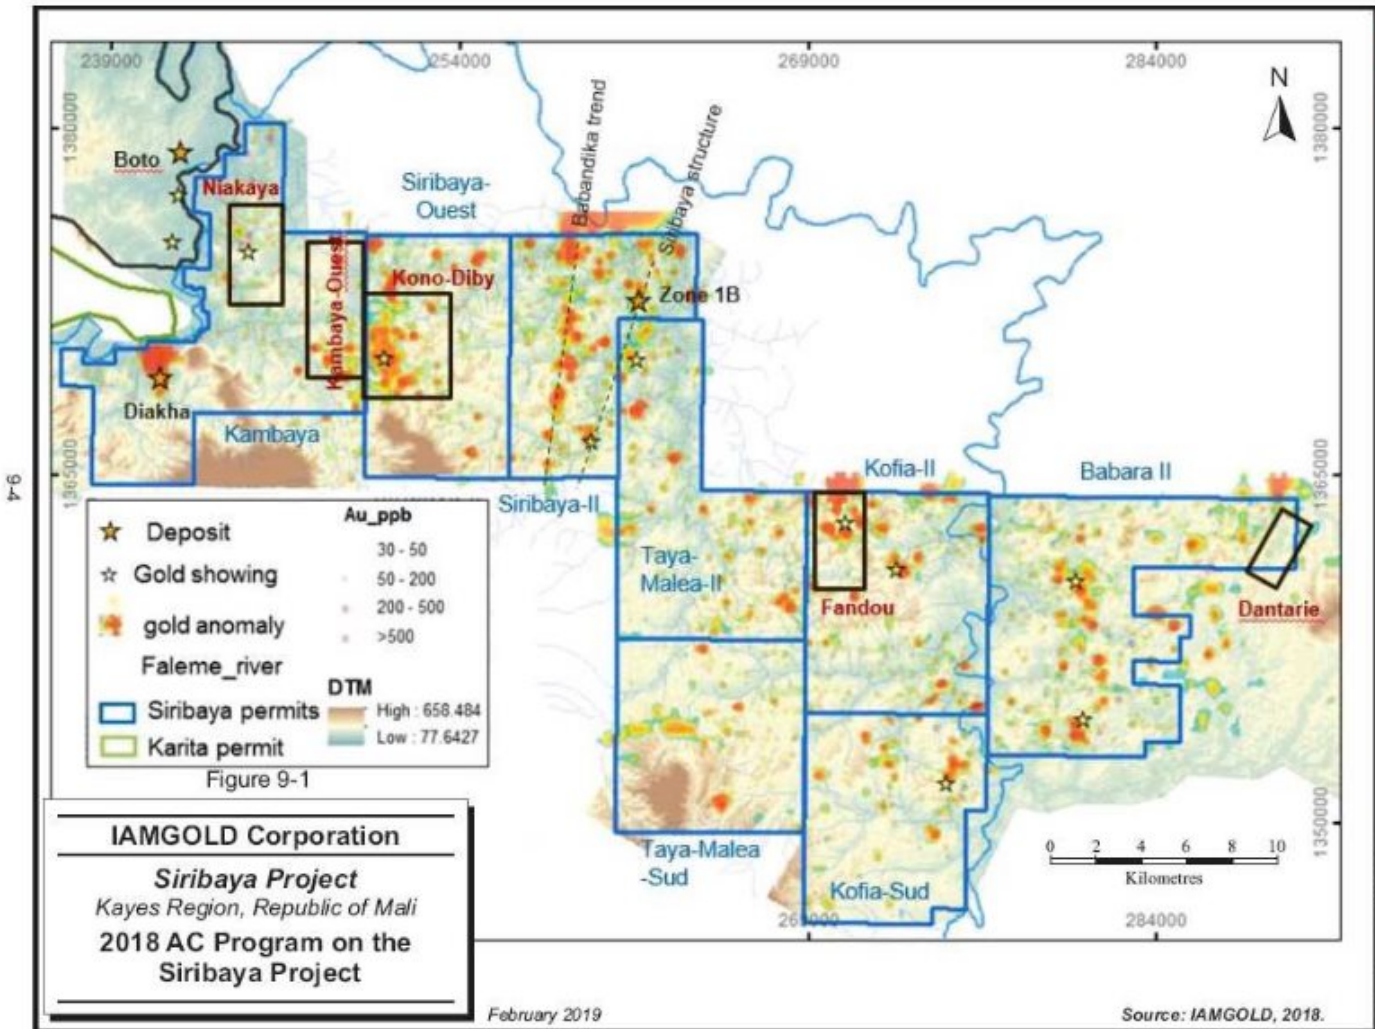 239000
254000
269000
284000
N
1380000
1380000
Babandika trend
Siribaya structure
Boto
Niakaya
Siribaya-
Ouest
Kambaya-Ouest
Kono-Diby
Zone 1B
Diakha
Kambaya
1365000
Siribaya-II
Kofia-II
Babara II
1365000
9-4
Deposit
Gold showing
gold anomaly
Faleme_river
Siribaya permits
Karita permit
Au_ppb
30 - 50
50 - 200
200 - 500
>500
DTM
High : 658.484
Low : 77.6427
Taya-
Malea-II
Fandou
Dantarie
Figure 9-1
IAMGOLD Corporation
Siribaya Project
Kayes Region, Republic of Mali
2018 AC Program on the
Siribaya Project
Taya-Malea
-Sud
Kofia-Sud
1350000
0 2 4 6 8 10
Kilometres
269000
284000
February 2019
Source: IAMGOLD, 2018.